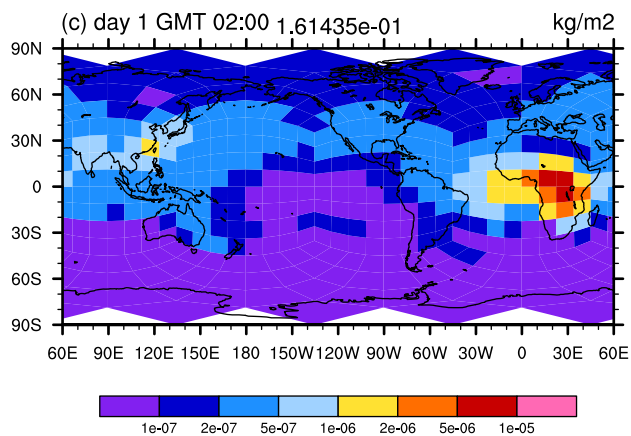 (c) day 1 GMT 02:00 1.61435e-01 kg/m2
90N
60N
30N
0
30S
60S
90S
60E 90E 120E 150E 180 150W 120W 90W 60W 30W 0 30E 60E
1e-07 2e-07 5e-07 1e-06 2e-06 5e-06 1e-05